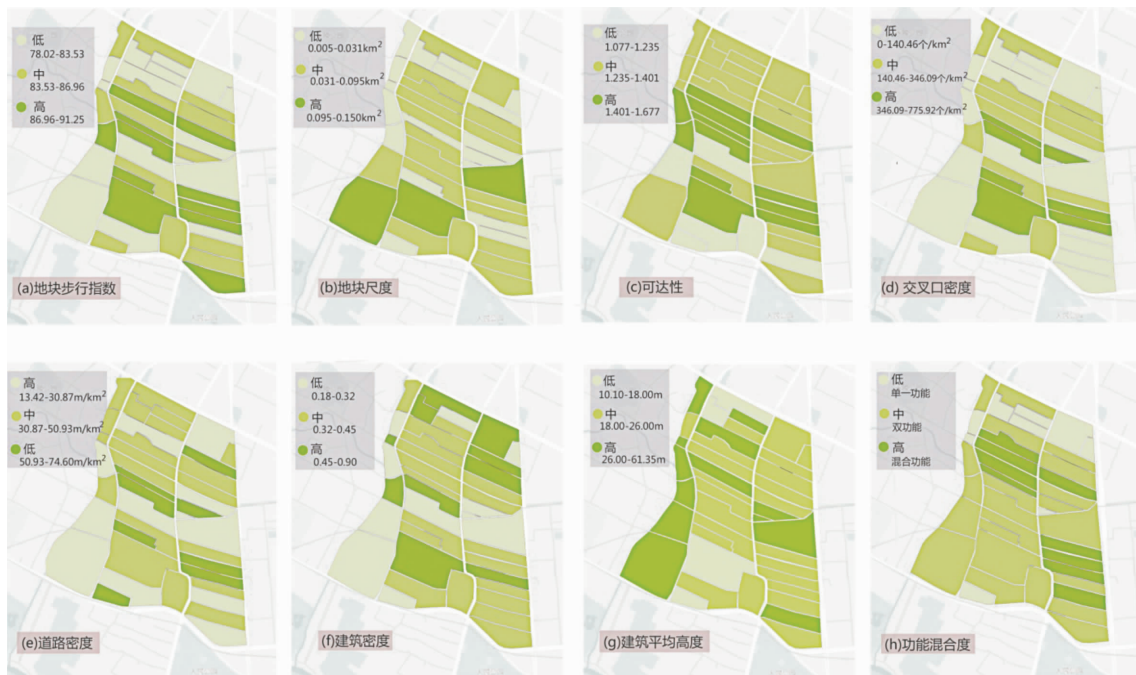 低
78.02-83.53
中
83.53-86.96
高
86.96-91.25
(a)地块步行指数
低
0.005-0.031km²
中
0.031-0.095km²
高
0.095-0.150km²
(b)地块尺度
低
1.077-1.235
中
1.235-1.401
高
1.401-1.677
(c)可达性
低
0-140.46个/km²
中
140.46-346.09个/km²
高
346.09-775.92个/km²
(d) 交叉口密度
高
13.42-30.87m/km²
中
30.87-50.93m/km²
低
50.93-74.60m/km²
(e)道路密度
低
0.18-0.32
中
0.32-0.45
高
0.45-0.90
(f)建筑密度
低
10.10-18.00m
中
18.00-26.00m
高
26.00-61.35m
(g)建筑平均高度
低
单一功能
中
双功能
高
混合功能
(h)功能混合度